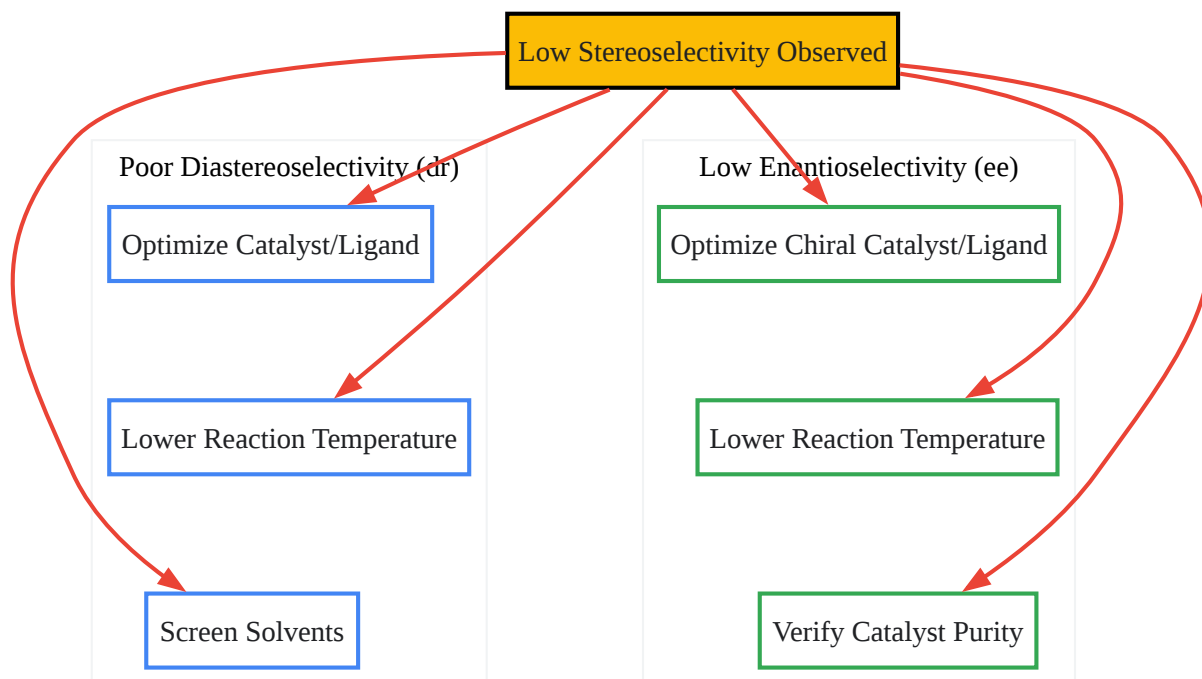 Low Stereoselectivity Observed
Poor Diastereoselectivity (dr)
Optimize Catalyst/Ligand
Lower Reaction Temperature
Screen Solvents
Low Enantioselectivity (ee)
Optimize Chiral Catalyst/Ligand
Lower Reaction Temperature
Verify Catalyst Purity